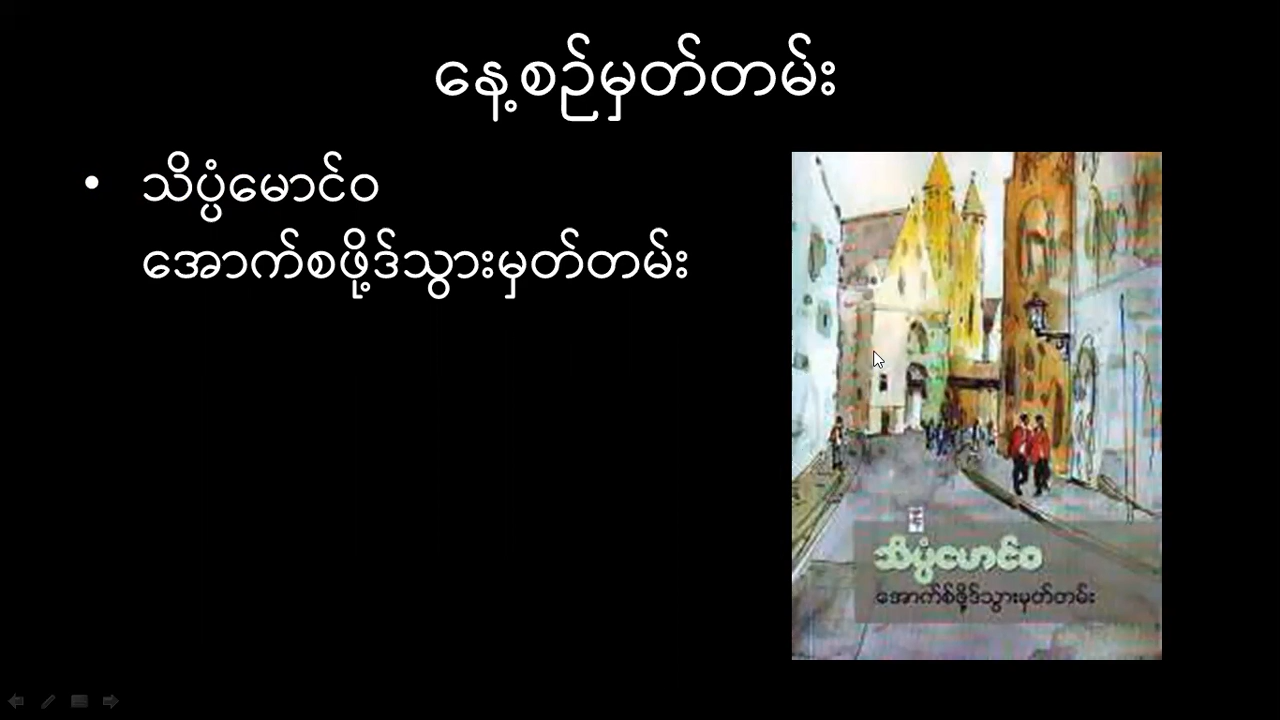 နေ့စဉ်မှတ်တမ်း
• သိပ္ပံမောင်ဝ
အောက်စဖို့ဒ်သွားမှတ်တမ်း
သိပ္ပံမောင်ဝ
အောက်စ်ဖို့ဒ်သွားမှတ်တမ်း